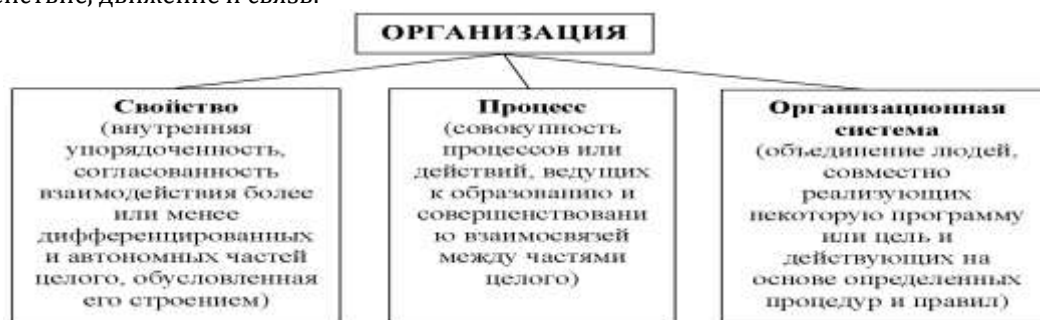 движение и связь.
ОРГАНИЗАЦИЯ
Свойство
(внутренняя
упорядоченность,
согласованность
взаимодействия более
или менее
дифференцированных
и автономных частей
целого, обусловленная
его строением)
Процесс
(совокупность
процессов или
действий, ведущих
к образованию и
совершенствовани
ю взаимосвязей
между частями
целого)
Организационная
система
(объединение людей,
совместно
реализующих
некоторую программу
или цель и
действующих на
основе определенных
процедур и правил)